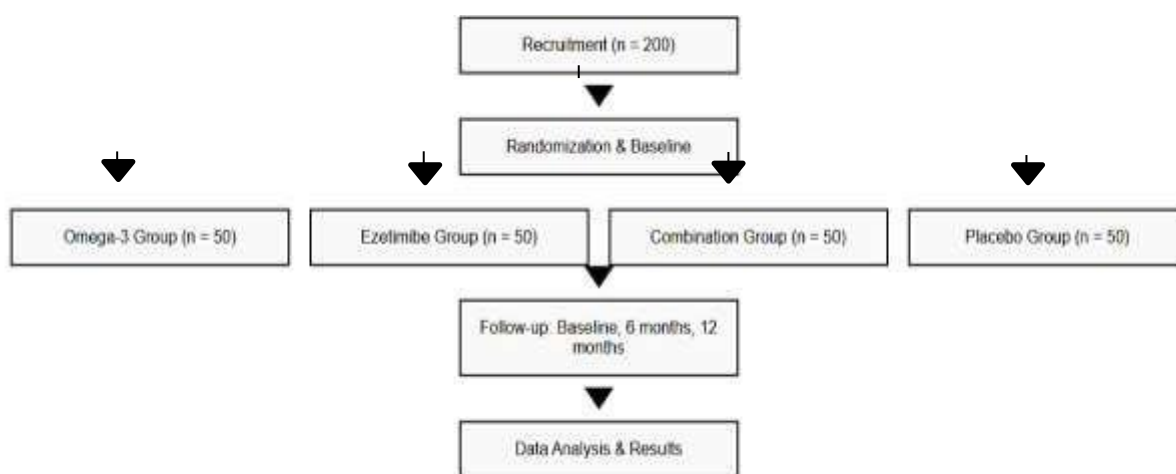 Recruitment (n = 200)
Randomization & Baseline
Omega-3 Group (n = 50)
Ezetimibe Group (n = 50)
Combination Group (n = 50)
Placebo Group (n = 50)
Follow-up: Baseline, 6 months, 12
months
Data Analysis & Results